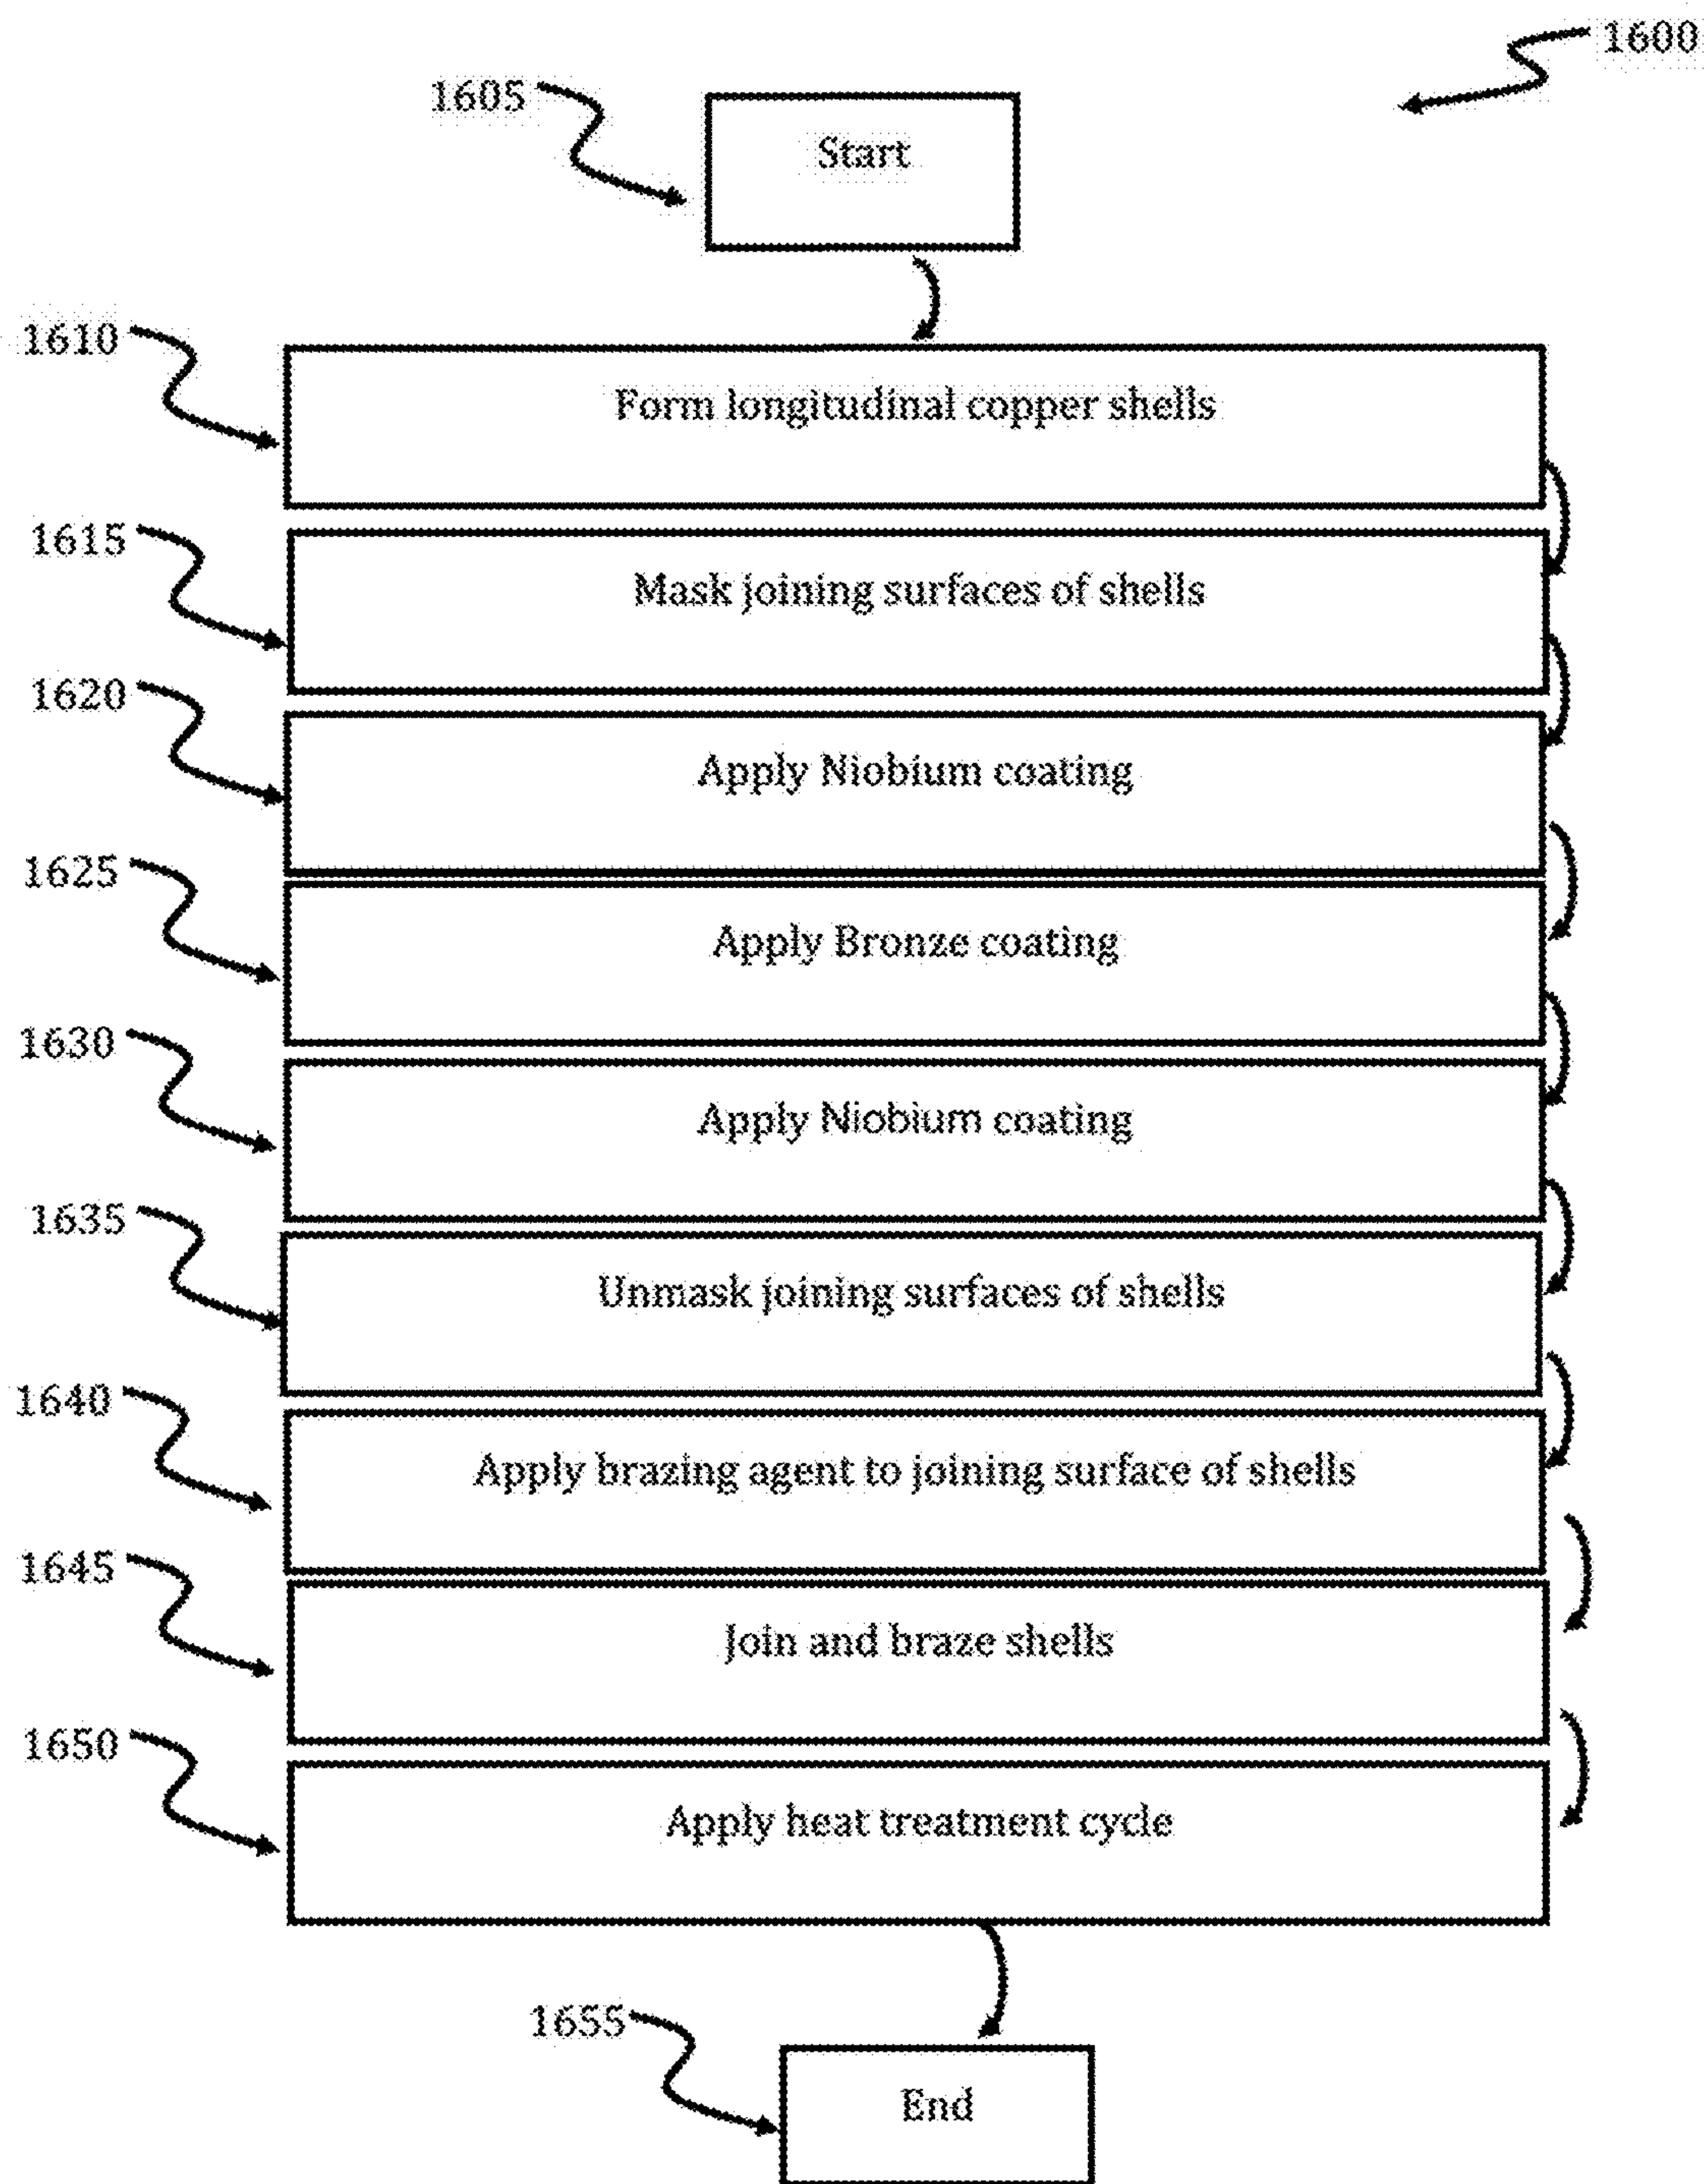 1600
1605
Start
1610
Form longitudinal copper shells
1615
Mask joining surfaces of shells
1620
Apply Niobium coating
1625
Apply Bronze coating
1630
Apply Niobium coating
1635
Unmask joining surfaces of shells
1640
Apply brazing agent to joining surface of shells
1645
Join and braze shells
1650
Apply heat treatment cycle
1655
End